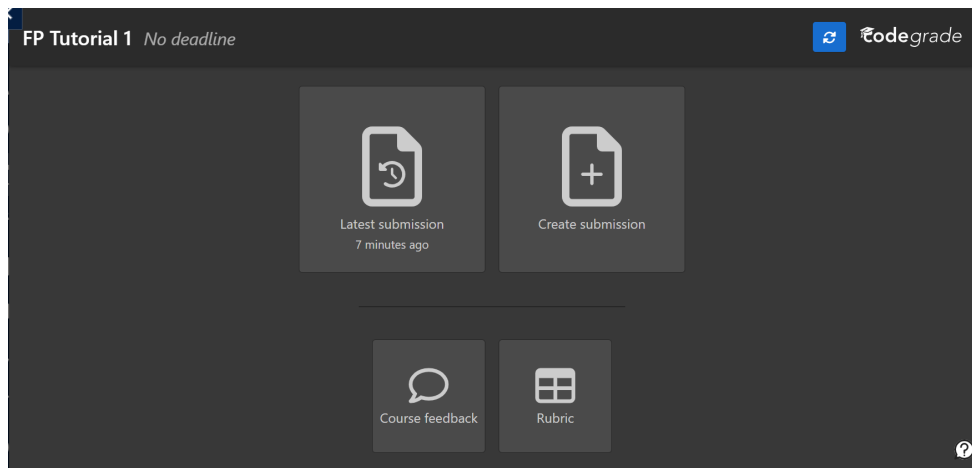 FP Tutorial 1 No deadline
codegrade
Latest submission
7 minutes ago
Create submission
Course feedback
Rubric
?